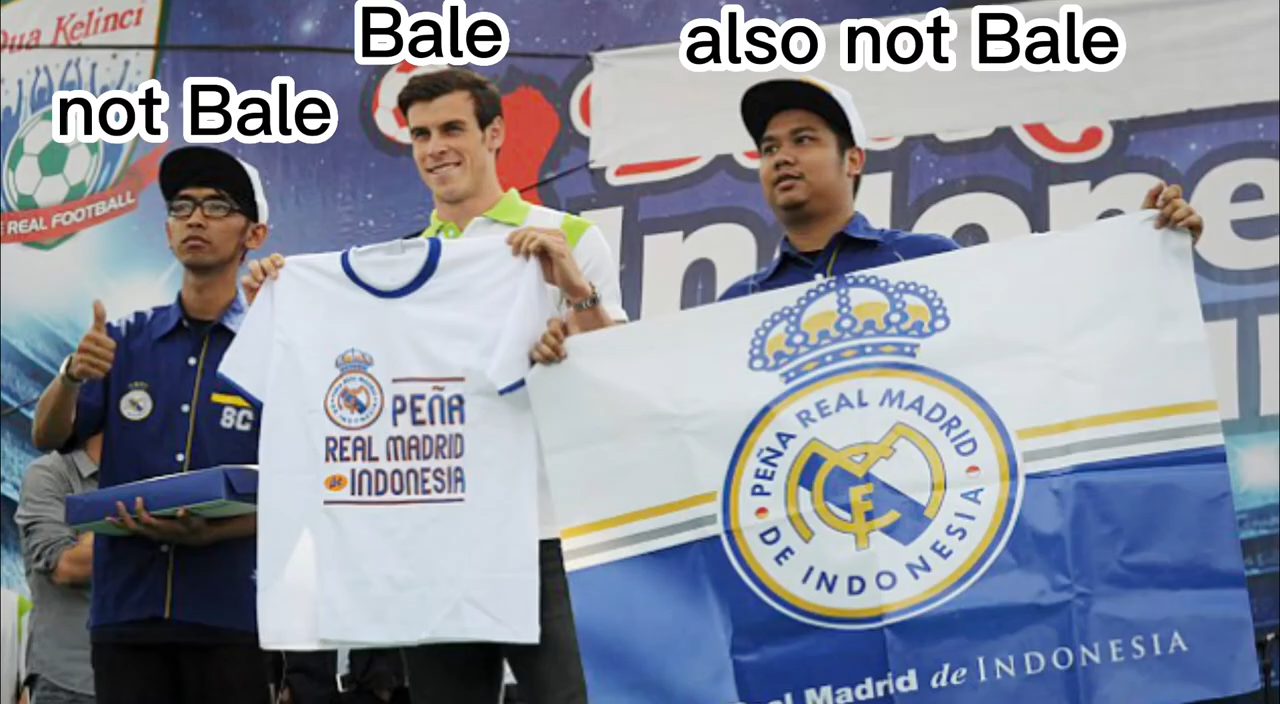 Bale
also not Bale
not Bale
Dua Kelinci
REAL FOOTBALL
SC
PEÑA
REAL MADRID
de INDONESIA
PEÑA REAL MADRID
DE INDONESIA
Real Madrid de INDONESIA